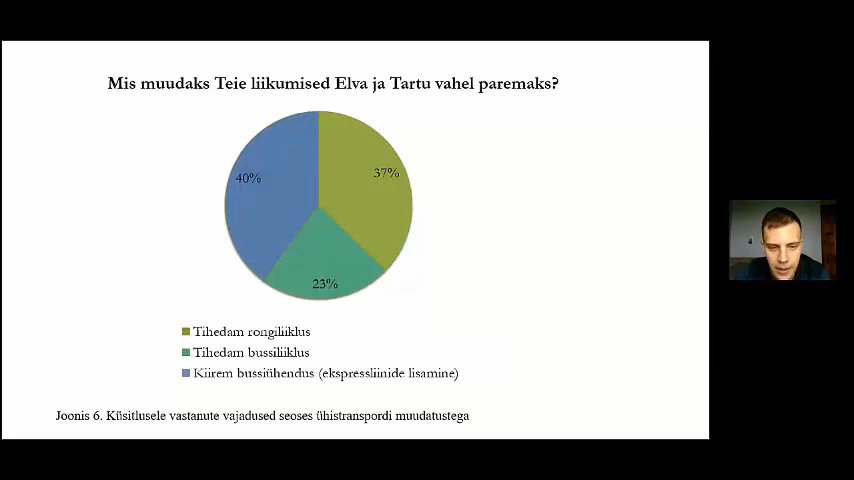 Mis muudaks Teie liikumised Elva ja Tartu vahel paremaks?
40%
37%
23%
Tihedam rongiliiklus
Tihedam bussiliiklus
Kiirem bussiühendus (ekspressliinide lisamine)
Joonis 6. Küsitlusele vastanute vajadused seoses ühistranspordi muudatustega